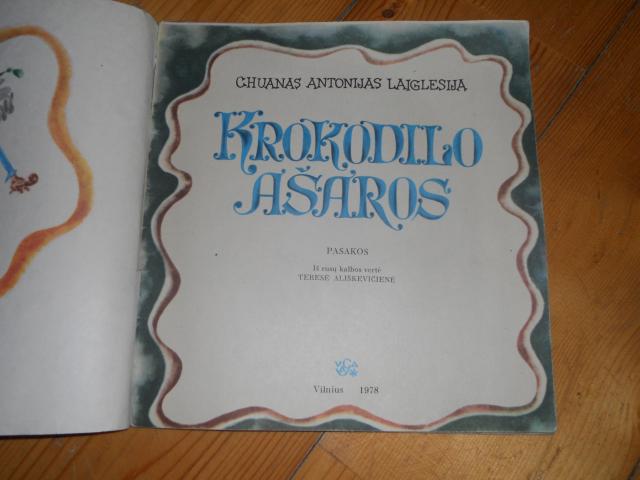 CHUANAS ANTONIJAS LAIGLESIJA
KROKODILO
AŠAROS
PASAKOS
Iš rusų kalbos vertė
TERESĖ ALIŠKEVIČIENĖ
Vilnius 1978